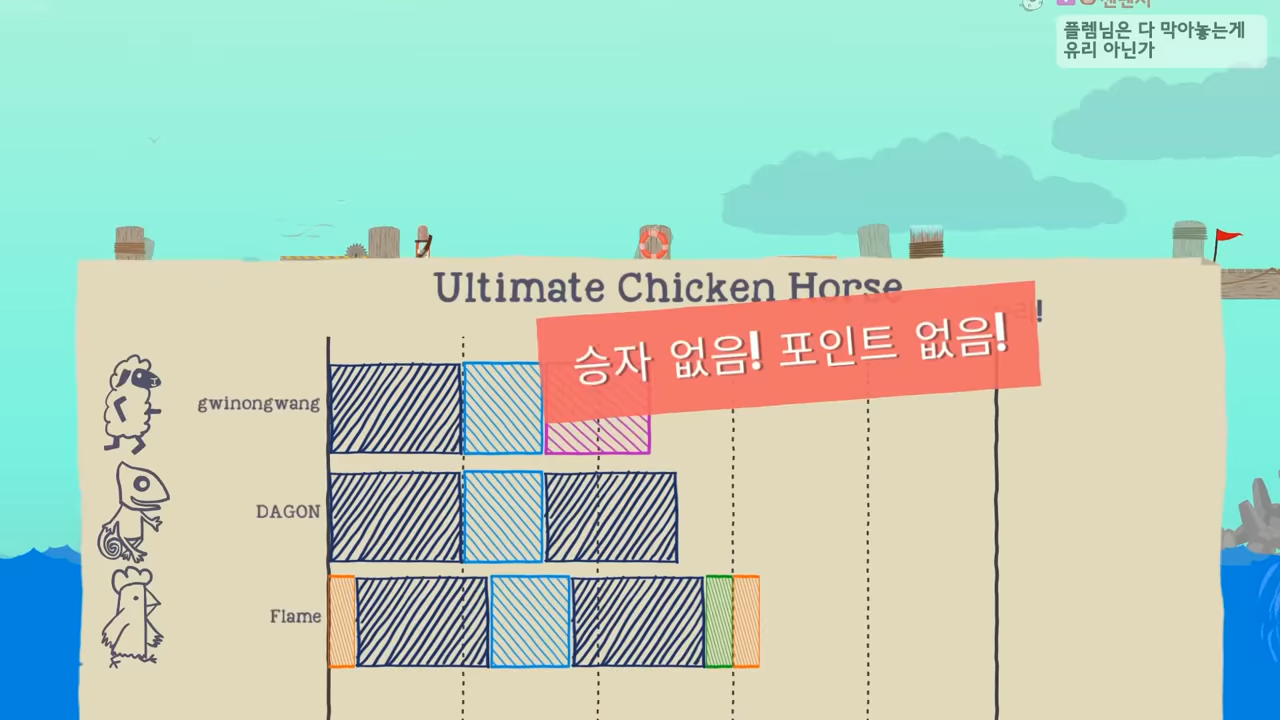 플렘님은 다 막아놓는게
유리 아닌가
Ultimate Chicken Horse
승자 없음! 포인트 없음!
gwinongwang
DAGON
Flame